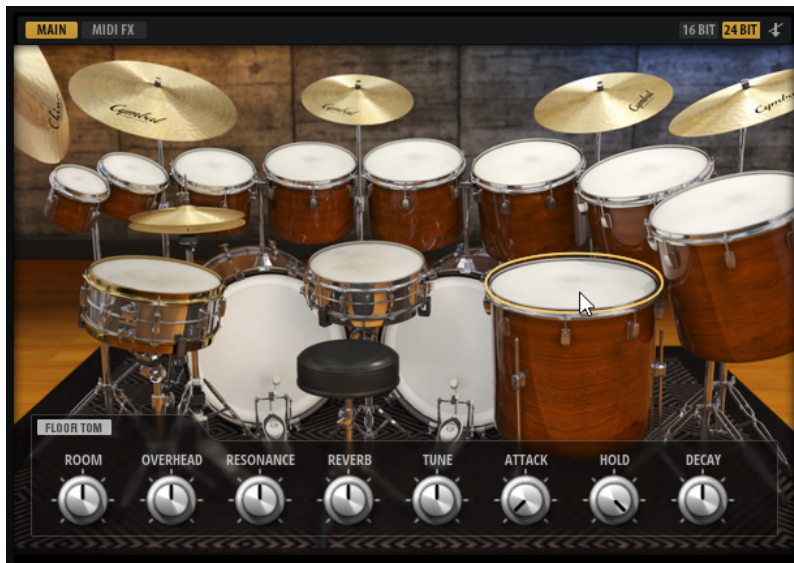 MAIN MIDI FX 16 BIT 24 BIT
Cymbal Cymbal Cymbal
FLOOR TOM
ROOM OVERHEAD RESONANCE REVERB TUNE ATTACK HOLD DECAY